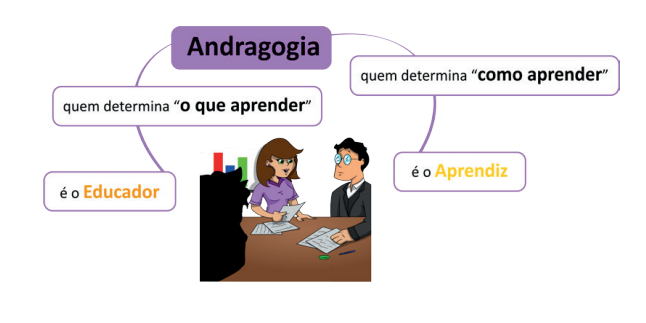 Andragogia
quem determina “o que aprender”
quem determina “como aprender”
é o Educador
é o Aprendiz